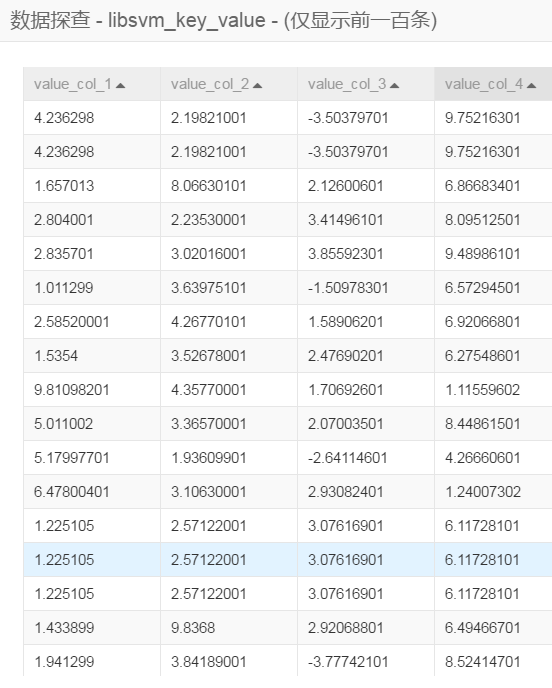 数据探查 - libsvm_key_value - (仅显示前一百条)
value_col_1 value_col_2 value_col_3 value_col_4
4.236298 2.19821001 -3.50379701 9.75216301
4.236298 2.19821001 -3.50379701 9.75216301
1.657013 8.06630101 2.12600601 6.86683401
2.804001 2.23530001 3.41496101 8.09512501
2.835701 3.02016001 3.85592301 9.48986101
1.011299 3.63975101 -1.50978301 6.57294501
2.58520001 4.26770101 1.58906201 6.92066801
1.5354 3.52678001 2.47690201 6.27548601
9.81098201 4.35770001 1.70692601 1.11559602
5.011002 3.36570001 2.07003501 8.44861501
5.17997701 1.93609901 -2.64114601 4.26660601
6.47800401 3.10630001 2.93082401 1.24007302
1.225105 2.57122001 3.07616901 6.11728101
1.225105 2.57122001 3.07616901 6.11728101
1.225105 2.57122001 3.07616901 6.11728101
1.433899 9.8368 2.92068801 6.49466701
1.941299 3.84189001 -3.77742101 8.52414701